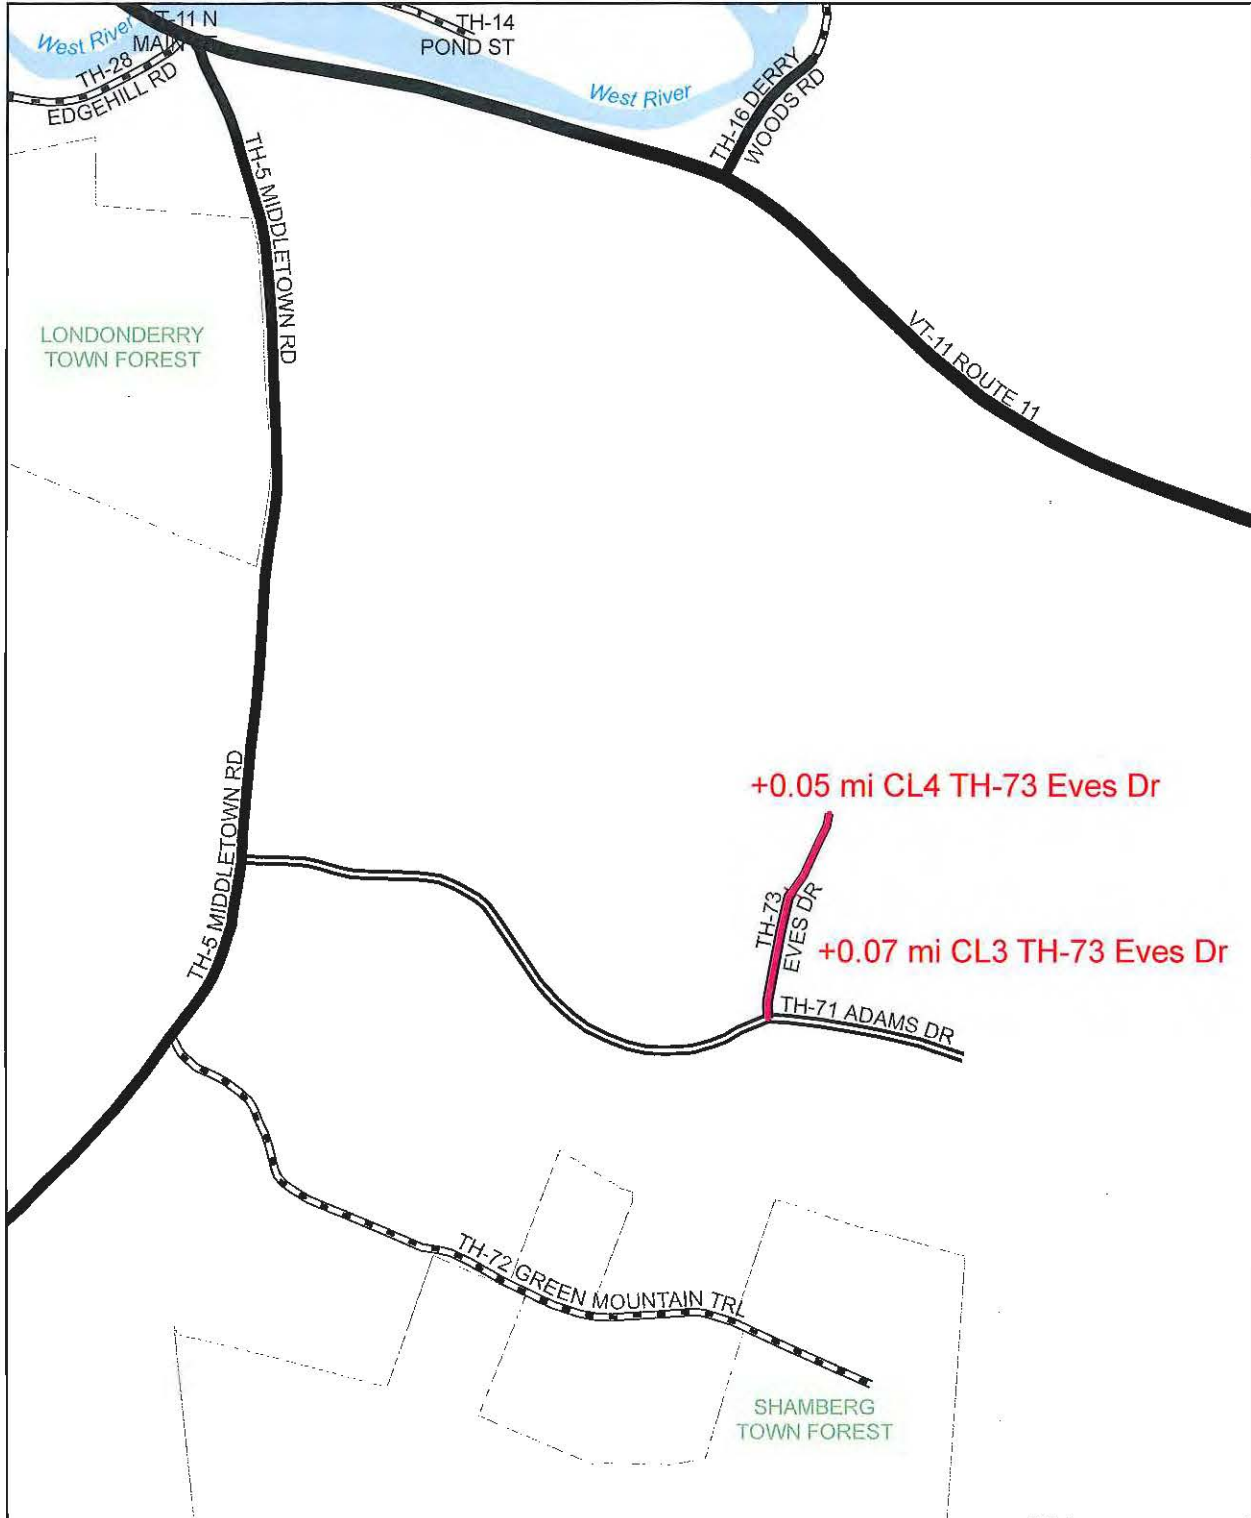 VT-11 N
MAIN ST
TH-14
POND ST
West River
TH-28
EDGEHILL RD
West River
TH-16 DERRY
WOODS RD
TH-5 MIDDLETOWN RD
LONDONDERRY
TOWN FOREST
VT-11 ROUTE 11
TH-5 MIDDLETOWN RD
+0.05 mi CL4 TH-73 Eves Dr
TH-73
EVES DR
+0.07 mi CL3 TH-73 Eves Dr
TH-71 ADAMS DR
TH-72 GREEN MOUNTAIN TRL
SHAMBERG
TOWN FOREST